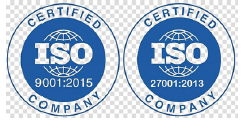 CERTIFIED
ISO
9001:2015
COMPANY
CERTIFIED
ISO
27001:2013
COMPANY